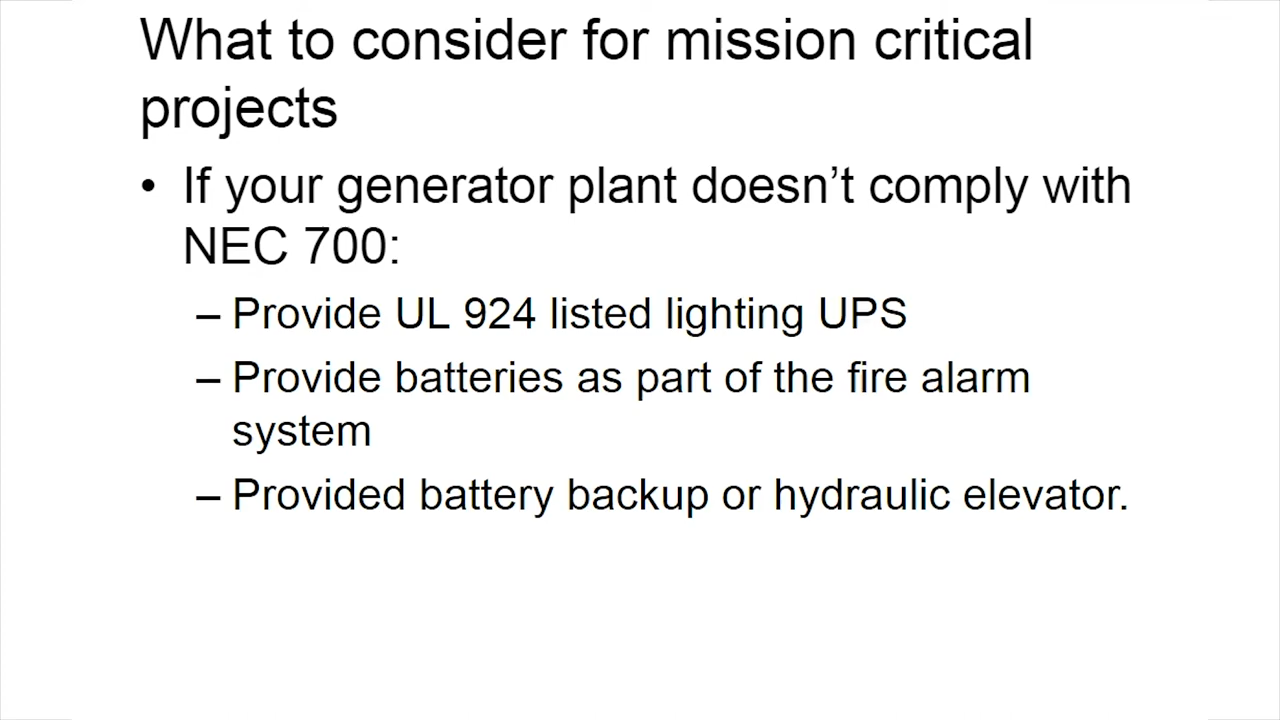 What to consider for mission critical
projects
• If your generator plant doesn’t comply with
NEC 700:
– Provide UL 924 listed lighting UPS
– Provide batteries as part of the fire alarm
system
– Provided battery backup or hydraulic elevator.